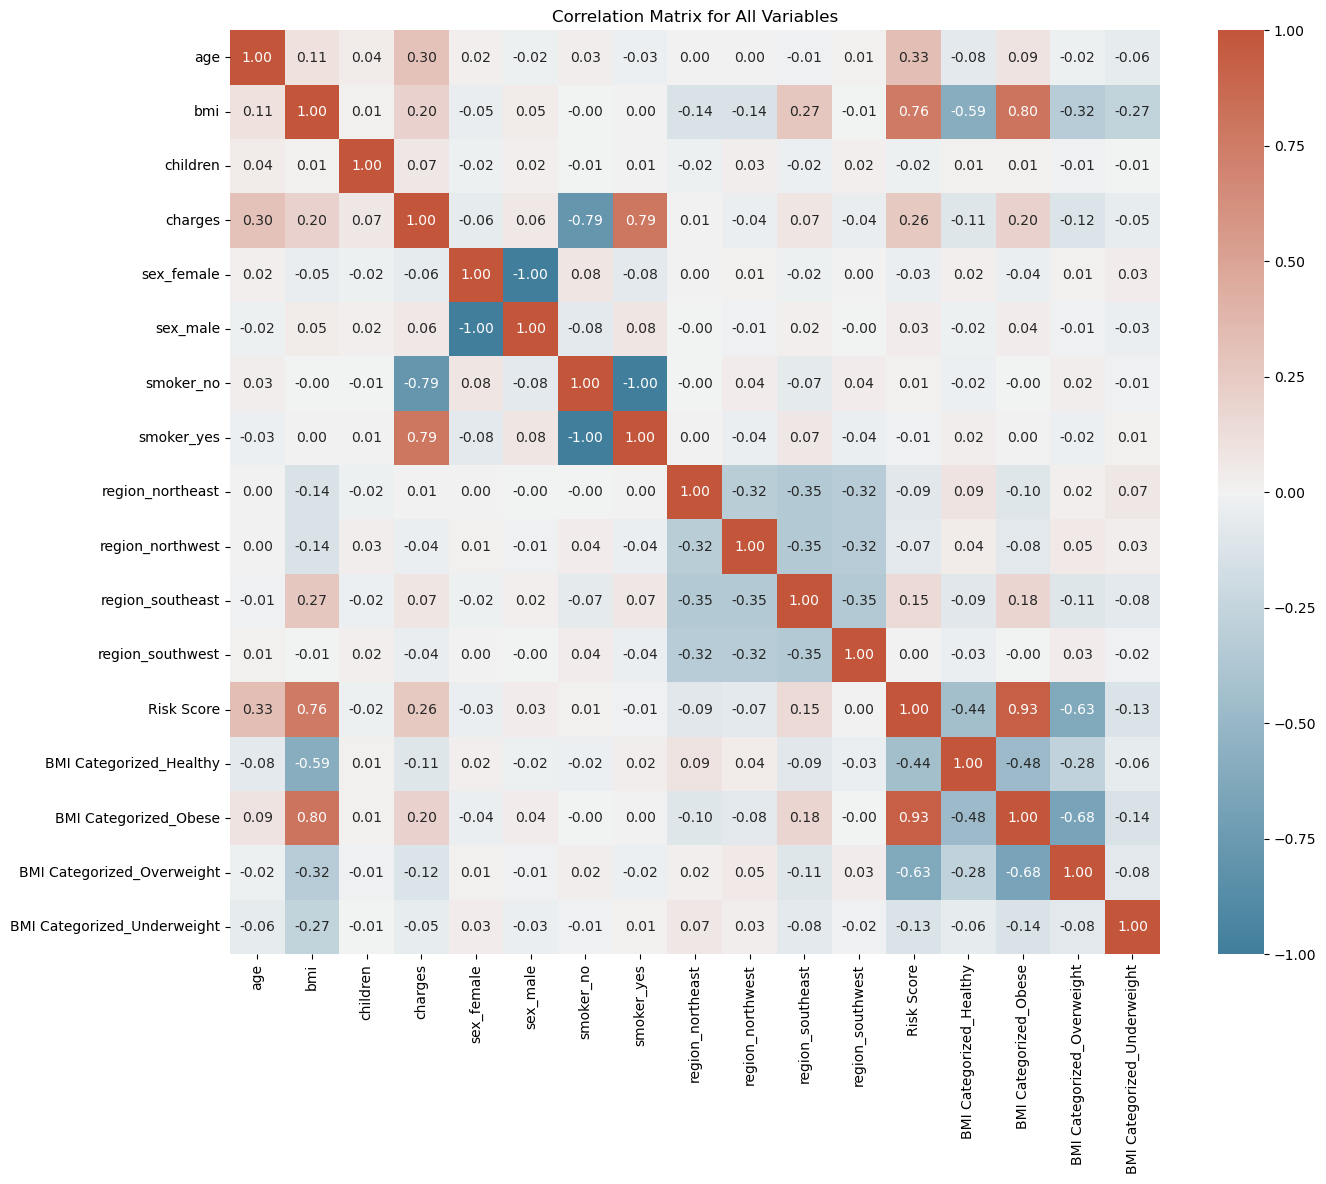 Correlation Matrix for All Variables
age 1.00 0.11 0.04 0.30 0.02 -0.02 0.03 -0.03 0.00 0.00 -0.01 0.01 0.33 -0.08 0.09 -0.02 -0.06
bmi 0.11 1.00 0.01 0.20 -0.05 0.05 -0.00 0.00 -0.14 -0.14 0.27 -0.01 0.76 -0.59 0.80 -0.32 -0.27
children 0.04 0.01 1.00 0.07 -0.02 0.02 -0.01 0.01 -0.02 0.03 -0.02 0.02 -0.02 0.01 0.01 -0.01 -0.01
charges 0.30 0.20 0.07 1.00 -0.06 0.06 -0.79 0.79 0.01 -0.04 0.07 -0.04 0.26 -0.11 0.20 -0.12 -0.05
sex_female 0.02 -0.05 -0.02 -0.06 1.00 -1.00 0.08 -0.08 0.00 0.01 -0.02 0.00 -0.03 0.02 -0.04 0.01 0.03
sex_male -0.02 0.05 0.02 0.06 -1.00 1.00 -0.08 0.08 -0.00 -0.01 0.02 -0.00 0.03 -0.02 0.04 -0.01 -0.03
smoker_no 0.03 -0.00 -0.01 -0.79 0.08 -0.08 1.00 -1.00 -0.00 0.04 -0.07 0.04 0.01 -0.02 -0.00 0.02 -0.01
smoker_yes -0.03 0.00 0.01 0.79 -0.08 0.08 -1.00 1.00 0.00 -0.04 0.07 -0.04 -0.01 0.02 0.00 -0.02 0.01
region_northeast 0.00 -0.14 -0.02 0.01 0.00 -0.00 -0.00 0.00 1.00 -0.32 -0.35 -0.32 -0.09 0.09 -0.10 0.02 0.07
region_northwest 0.00 -0.14 0.03 -0.04 0.01 -0.01 0.04 -0.04 -0.32 1.00 -0.35 -0.32 -0.07 0.04 -0.08 0.05 0.03
region_southeast -0.01 0.27 -0.02 0.07 -0.02 0.02 -0.07 0.07 -0.35 -0.35 1.00 -0.35 0.15 -0.09 0.18 -0.11 -0.08
region_southwest 0.01 -0.01 0.02 -0.04 0.00 -0.00 0.04 -0.04 -0.32 -0.32 -0.35 1.00 0.00 -0.03 -0.00 0.03 -0.02
Risk Score 0.33 0.76 -0.02 0.26 -0.03 0.03 0.01 -0.01 -0.09 -0.07 0.15 0.00 1.00 -0.44 0.93 -0.63 -0.13
BMI Categorized_Healthy -0.08 -0.59 0.01 -0.11 0.02 -0.02 -0.02 0.02 0.09 0.04 -0.09 -0.03 -0.44 1.00 -0.48 -0.28 -0.06
BMI Categorized_Obese 0.09 0.80 0.01 0.20 -0.04 0.04 -0.00 0.00 -0.10 -0.08 0.18 -0.00 0.93 -0.48 1.00 -0.68 -0.14
BMI Categorized_Overweight -0.02 -0.32 -0.01 -0.12 0.01 -0.01 0.02 -0.02 0.02 0.05 -0.11 0.03 -0.63 -0.28 -0.68 1.00 -0.08
BMI Categorized_Underweight -0.06 -0.27 -0.01 -0.05 0.03 -0.03 -0.01 0.01 0.07 0.03 -0.08 -0.02 -0.13 -0.06 -0.14 -0.08 1.00
age
bmi
children
charges
sex_female
sex_male
smoker_no
smoker_yes
region_northeast
region_northwest
region_southeast
region_southwest
Risk Score
BMI Categorized_Healthy
BMI Categorized_Obese
BMI Categorized_Overweight
BMI Categorized_Underweight
1.00
0.75
0.50
0.25
0.00
−0.25
−0.50
−0.75
−1.00